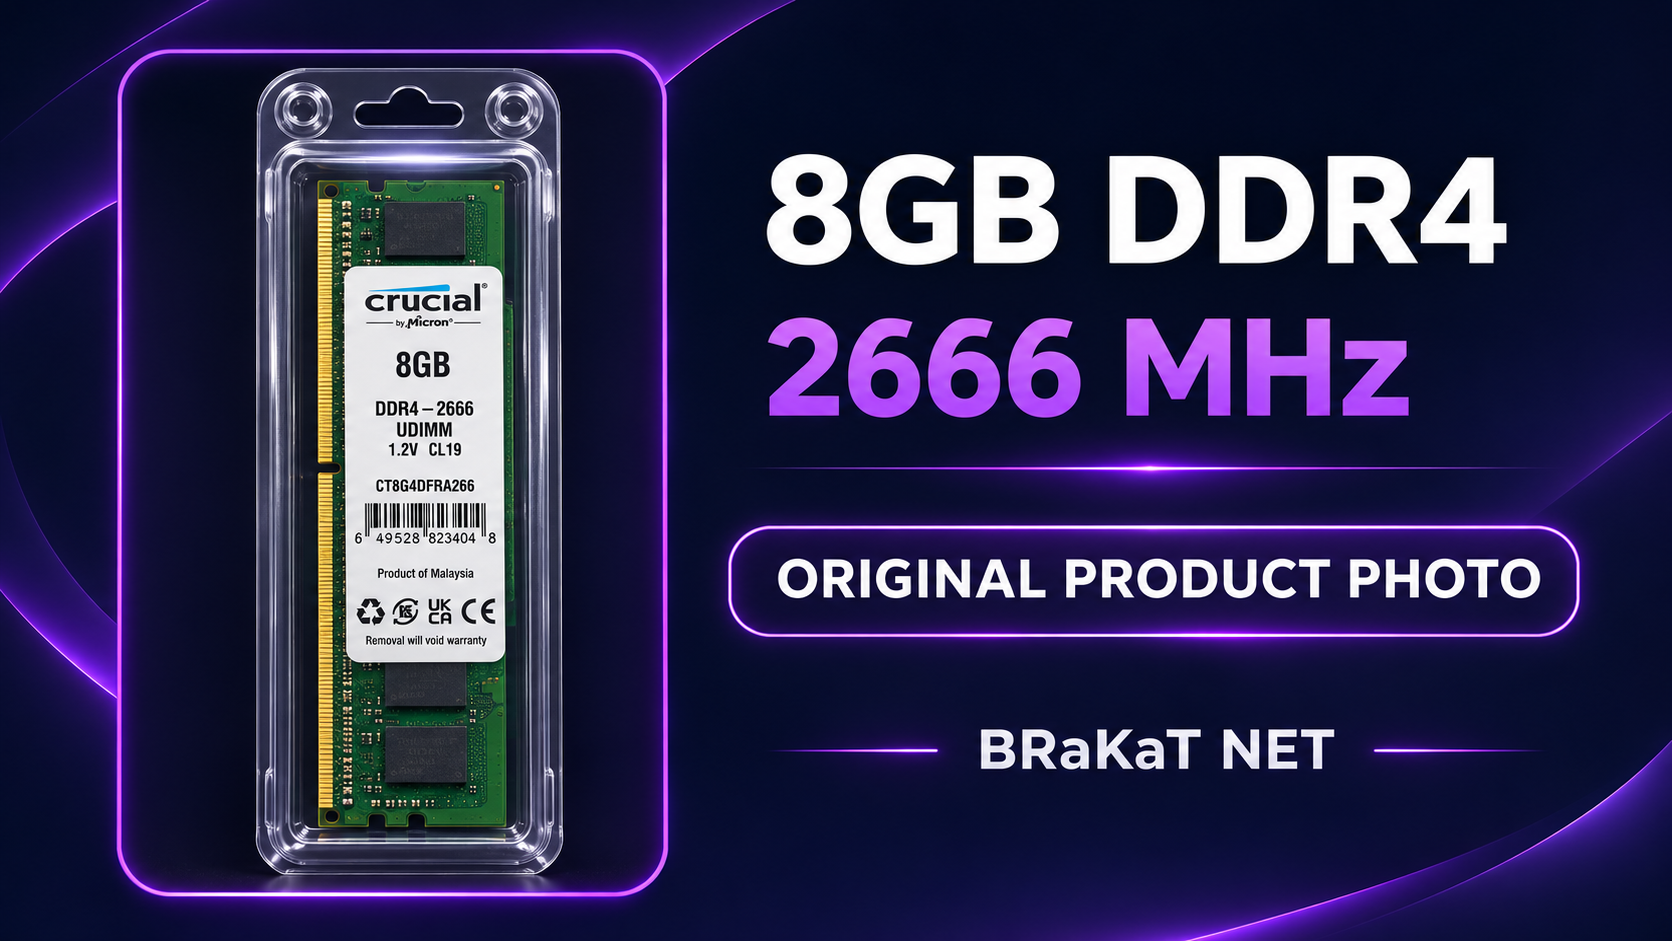 crucial®
by Micron®
8GB
DDR4 – 2666
UDIMM
1.2V CL19
CT8G4DFRA266
6 49528 823404 8
Product of Malaysia
UK
CA
CE
Removal will void warranty
8GB DDR4
2666 MHz
ORIGINAL PRODUCT PHOTO
BRaKaT NET